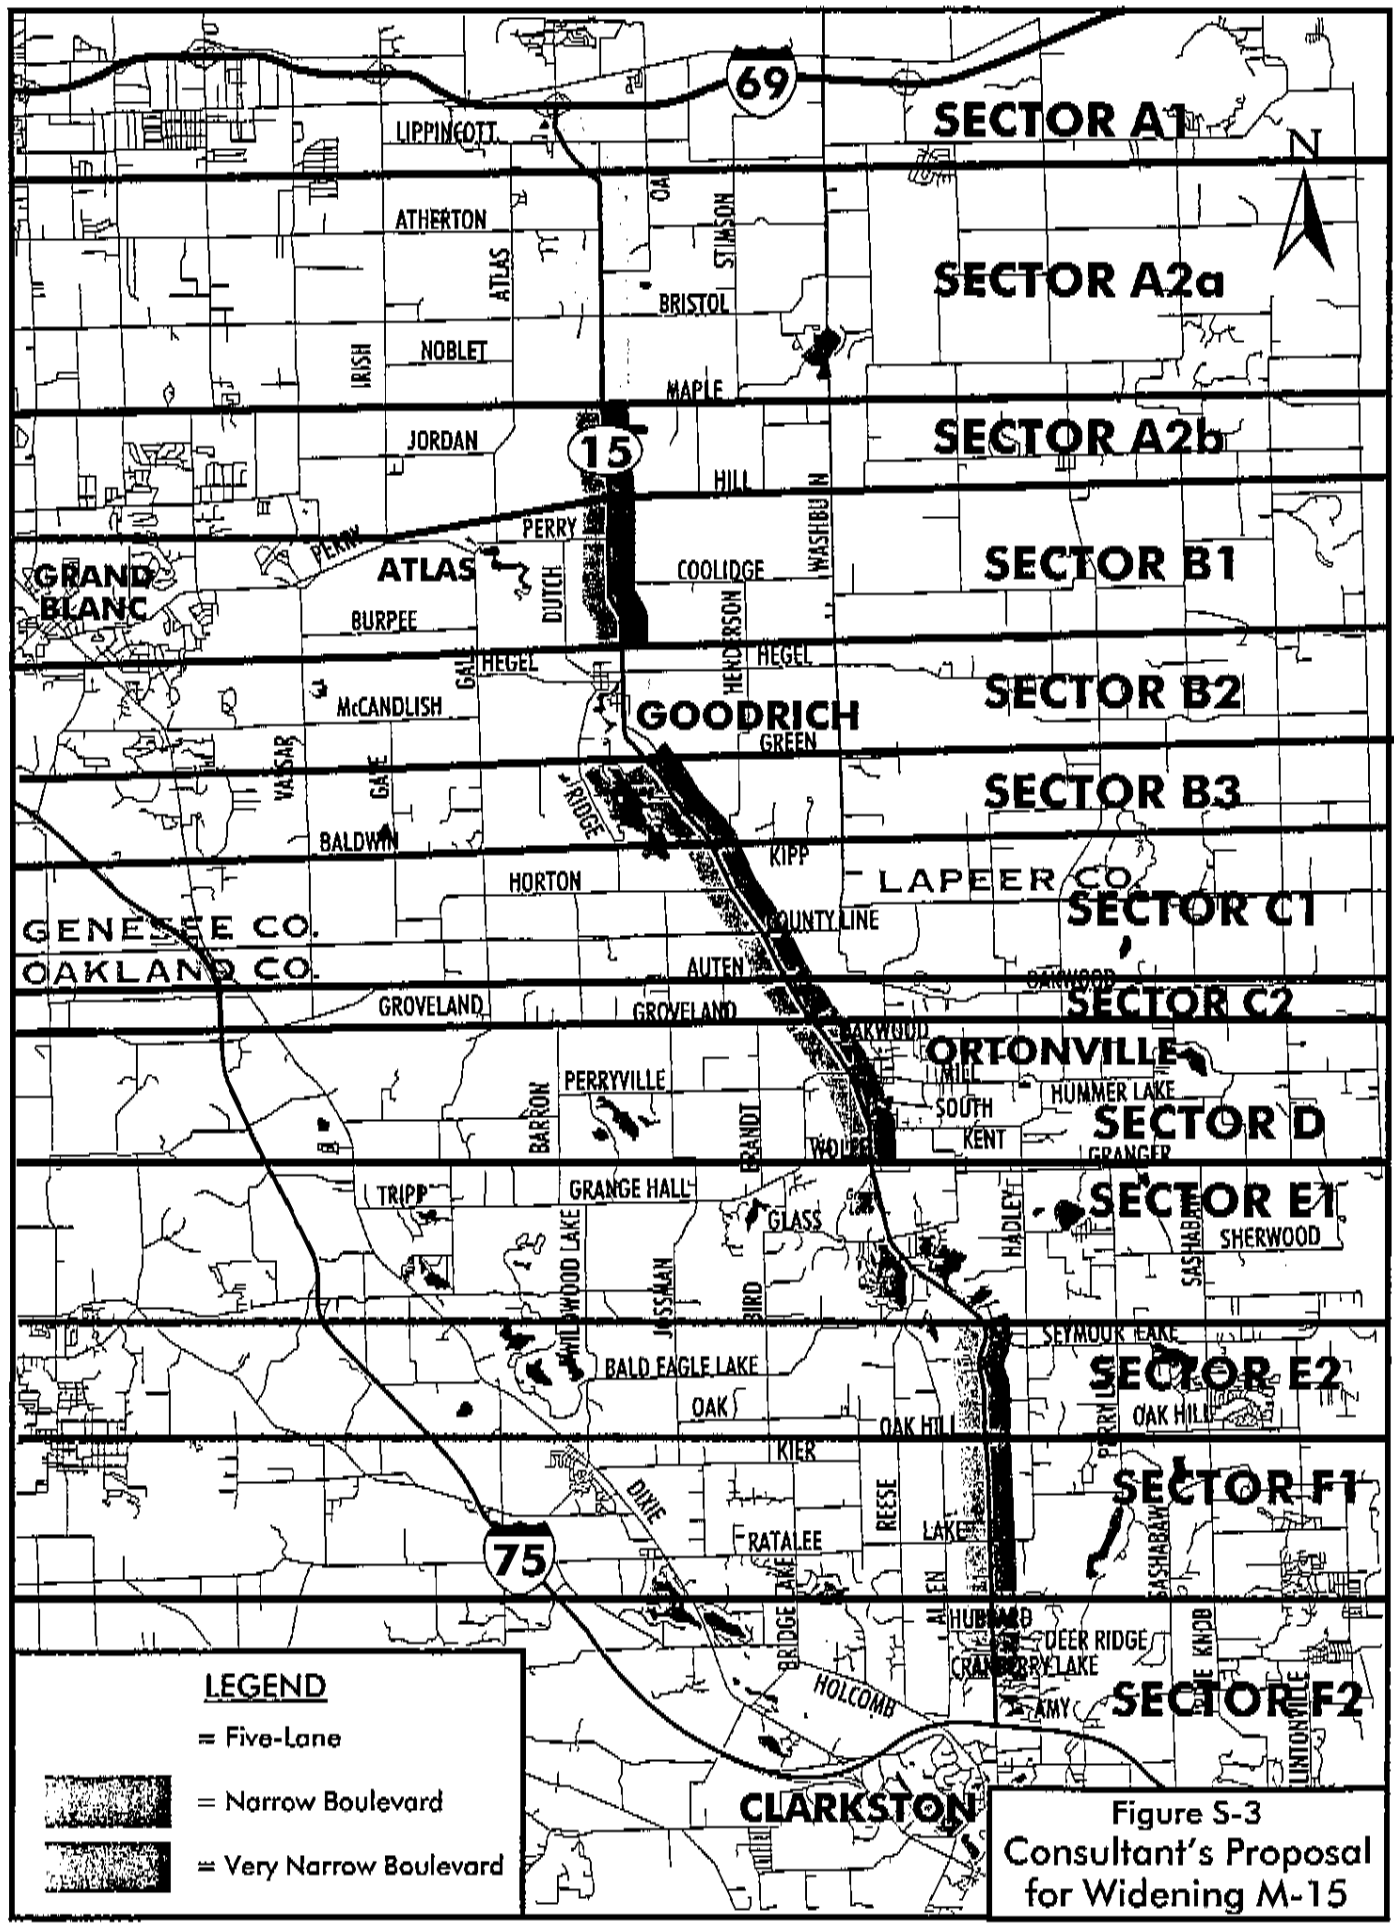 69
SECTOR A1
LIPPINCOTT
N
ATHERTON
STIMSON
ATLAS
SECTOR A2a
BRISTOL
NOBLET
IRISH
MAPLE
JORDAN
15
SECTOR A2b
HILL
PERRY
PERRY
ATLAS
GRAND
BLANC
DUTCH
COOLIDGE
SECTOR B1
BURPEE
HENDERSON
HEGEL
HEGEL
McCANDLISH
SECTOR B2
GOODRICH
GREEN
VASSAR
GALE
RIDGE
SECTOR B3
BALDWIN
KIPP
HORTON
LAPEER CO.
SECTOR C1
COUNTY LINE
GENESEE CO.
OAKLAND CO.
AUTEN
OAKWOOD
GROVELAND
GROVELAND
SECTOR C2
OAKWOOD
ORTONVILLE
MILL
PERRYVILLE
HUMMER LAKE
BARRON
BRANDT
SOUTH
SECTOR D
KENT
WOLFE
GRANGER
TRIPP
GRANGE HALL
SECTOR E1
GLASS
HADLEY
SASHABAW
SHERWOOD
WILDWOOD LAKE
JOSSMAN
BIRD
SEYMOUR LAKE
BALD EAGLE LAKE
SECTOR E2
OAK
OAK HILL
OAK HILL
KIER
DIXIE
REESE
SECTOR F1
LAKE
RATALEE
SASHABAW
75
BRIDGE LAKE
ALLEN
HUBBARD
DEER RIDGE
CRANBERRY LAKE
HOLCOMB
AMY
SECTOR F2
CLARKSTON
LEGEND
= Five-Lane
= Narrow Boulevard
= Very Narrow Boulevard
Figure S-3
Consultant's Proposal
for Widening M-15